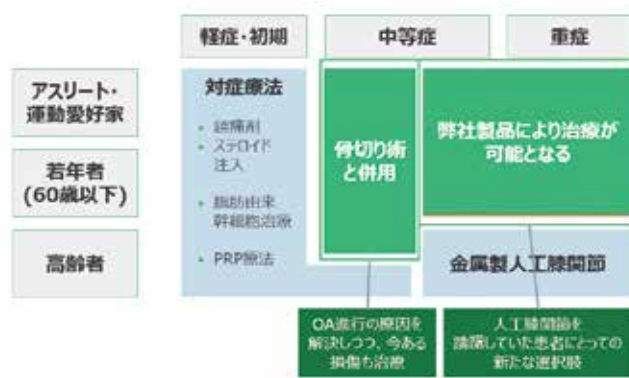 軽症・初期
中等症
重症
アスリート・
運動愛好家
若年者
(60歳以下)
高齢者
対症療法
• 鎮痛剤
• ステロイド
注入
• 脂肪由来
幹細胞治療
• PRP療法
骨切り術
と併用
弊社製品により治療が
可能となる
金属製人工膝関節
OA進行の原因を
解決しつつ、今ある
損傷も治療
人工膝関節を
躊躇していた患者にとっての
新たな選択肢